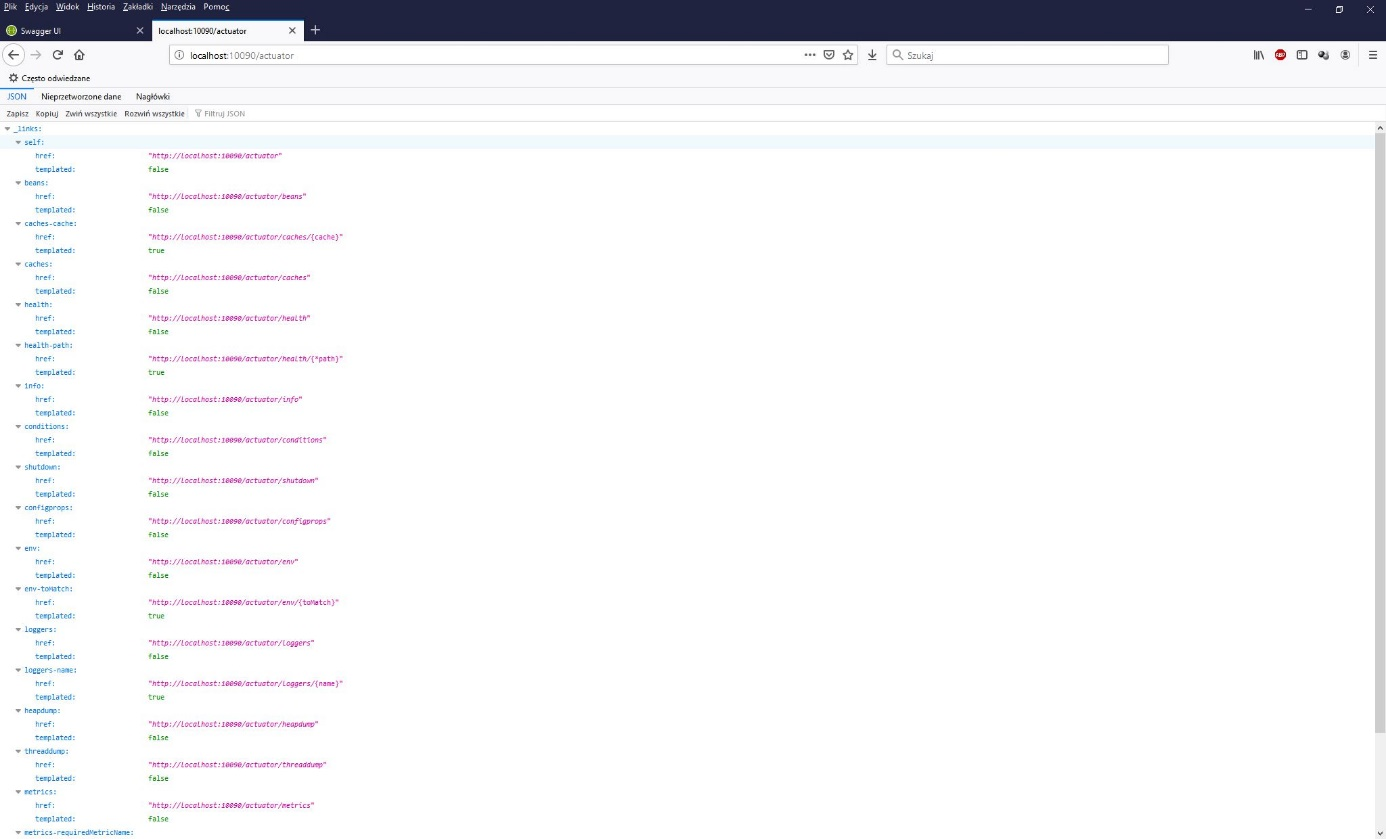 Plik Edycja Widok Historia Zakładki Narzędzia Pomoc
Swagger UI localhost:10090/actuator
localhost:10090/actuator Szukaj
Często odwiedzane
JSON Nieprzetworzone dane Nagłówki
Zapisz Kopiuj Zwiń wszystkie Rozwiń wszystkie Filtruj JSON
_links:
self:
href: "http://localhost:10090/actuator"
templated: false
beans:
href: "http://localhost:10090/actuator/beans"
templated: false
caches-cache:
href: "http://localhost:10090/actuator/caches/{cache}"
templated: true
caches:
href: "http://localhost:10090/actuator/caches"
templated: false
health:
href: "http://localhost:10090/actuator/health"
templated: false
health-path:
href: "http://localhost:10090/actuator/health/{*path}"
templated: true
info:
href: "http://localhost:10090/actuator/info"
templated: false
conditions:
href: "http://localhost:10090/actuator/conditions"
templated: false
shutdown:
href: "http://localhost:10090/actuator/shutdown"
templated: false
configprops:
href: "http://localhost:10090/actuator/configprops"
templated: false
env:
href: "http://localhost:10090/actuator/env"
templated: false
env-toMatch:
href: "http://localhost:10090/actuator/env/{toMatch}"
templated: true
loggers:
href: "http://localhost:10090/actuator/loggers"
templated: false
loggers-name:
href: "http://localhost:10090/actuator/loggers/{name}"
templated: true
heapdump:
href: "http://localhost:10090/actuator/heapdump"
templated: false
threaddump:
href: "http://localhost:10090/actuator/threaddump"
templated: false
metrics:
href: "http://localhost:10090/actuator/metrics"
templated: false
metrics-requiredMetricName: